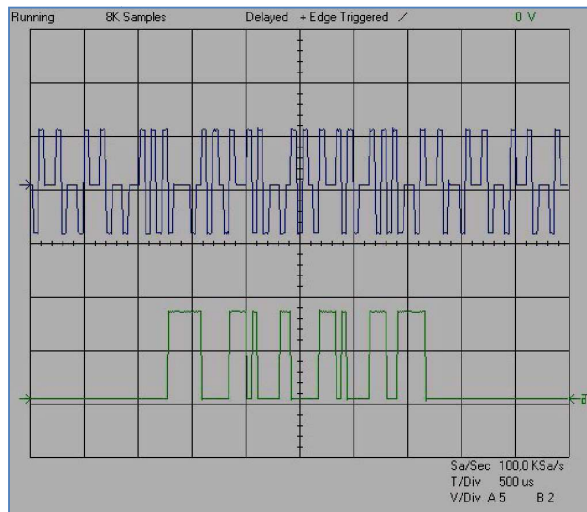 Running 8K Samples Delayed + Edge Triggered 0 V
Sa/Sec 100,0 KSa/s
T/Div 500 us
V/Div A 5 B 2